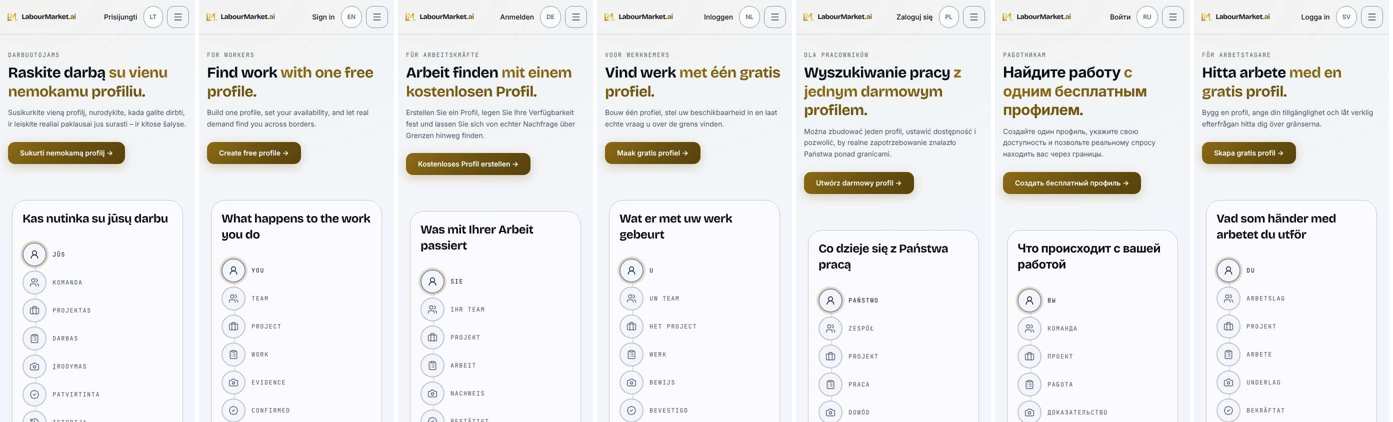 LabourMarket.ai Prisijungti LT
DARBUOTOJAMS
Raskite darbą su vienu
nemokamu profiliu.
Susikurkite vieną profilį, nurodykite, kada galite dirbti,
ir leiskite realiai paklausai jus surasti – ir kitose šalyse.
Sukurti nemokamą profilį →
Kas nutinka su jūsų darbu
JŪS
KOMANDA
PROJEKTAS
DARBAS
ĮRODYMAS
PATVIRTINTA
LabourMarket.ai Sign in EN
FOR WORKERS
Find work with one free
profile.
Build one profile, set your availability, and let real
demand find you across borders.
Create free profile →
What happens to the work
you do
YOU
TEAM
PROJECT
WORK
EVIDENCE
CONFIRMED
LabourMarket.ai Anmelden DE
FÜR ARBEITSKRÄFTE
Arbeit finden mit einem
kostenlosen Profil.
Erstellen Sie ein Profil, legen Sie Ihre Verfügbarkeit
fest und lassen Sie sich von echter Nachfrage über
Grenzen hinweg finden.
Kostenloses Profil erstellen →
Was mit Ihrer Arbeit
passiert
SIE
IHR TEAM
PROJEKT
ARBEIT
NACHWEIS
LabourMarket.ai Inloggen NL
VOOR WERKNEMERS
Vind werk met één gratis
profiel.
Bouw één profiel, stel uw beschikbaarheid in en laat
echte vraag u over de grens vinden.
Maak gratis profiel →
Wat er met uw werk
gebeurt
U
UW TEAM
HET PROJECT
WERK
BEWIJS
BEVESTIGD
LabourMarket.ai Zaloguj się PL
DLA PRACOWNIKÓW
Wyszukiwanie pracy z
jednym darmowym
profilem.
Można zbudować jeden profil, ustawić dostępność i
pozwolić, by realne zapotrzebowanie znalazło
Państwa ponad granicami.
Utwórz darmowy profil →
Co dzieje się z Państwa
pracą
PAŃSTWO
ZESPÓŁ
PROJEKT
PRACA
DOWÓD
LabourMarket.ai Войти RU
РАБОТНИКАМ
Найдите работу с
одним бесплатным
профилем.
Создайте один профиль, укажите свою
доступность и позвольте реальному спросу
находить вас через границы.
Создать бесплатный профиль →
Что происходит с вашей
работой
ВЫ
КОМАНДА
ПРОЕКТ
РАБОТА
ДОКАЗАТЕЛЬСТВО
LabourMarket.ai Logga in SV
FÖR ARBETSTAGARE
Hitta arbete med en
gratis profil.
Bygg en profil, ange din tillgänglighet och låt verklig
efterfrågan hitta dig över gränserna.
Skapa gratis profil →
Vad som händer med
arbetet du utför
DU
ARBETSLAG
PROJEKT
ARBETE
UNDERLAG
BEKRÄFTAT